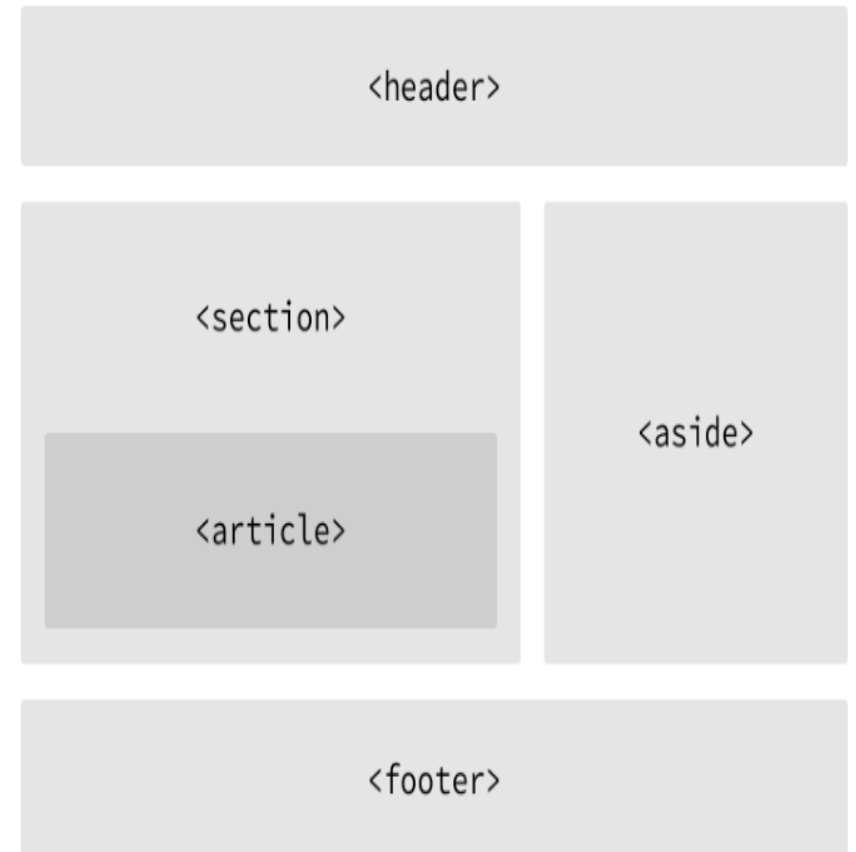 <header>
<section>
<aside>
<article>
<footer>